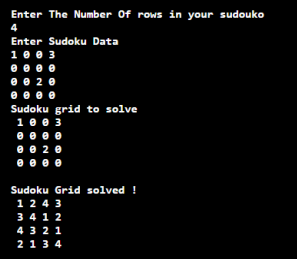 Enter The Number Of rows in your sudouko
4
Enter Sudoku Data
1 0 0 3
0 0 0 0
0 0 2 0
0 0 0 0
Sudoku grid to solve
1 0 0 3
0 0 0 0
0 0 2 0
0 0 0 0
Sudoku Grid solved !
1 2 4 3
3 4 1 2
4 3 2 1
2 1 3 4